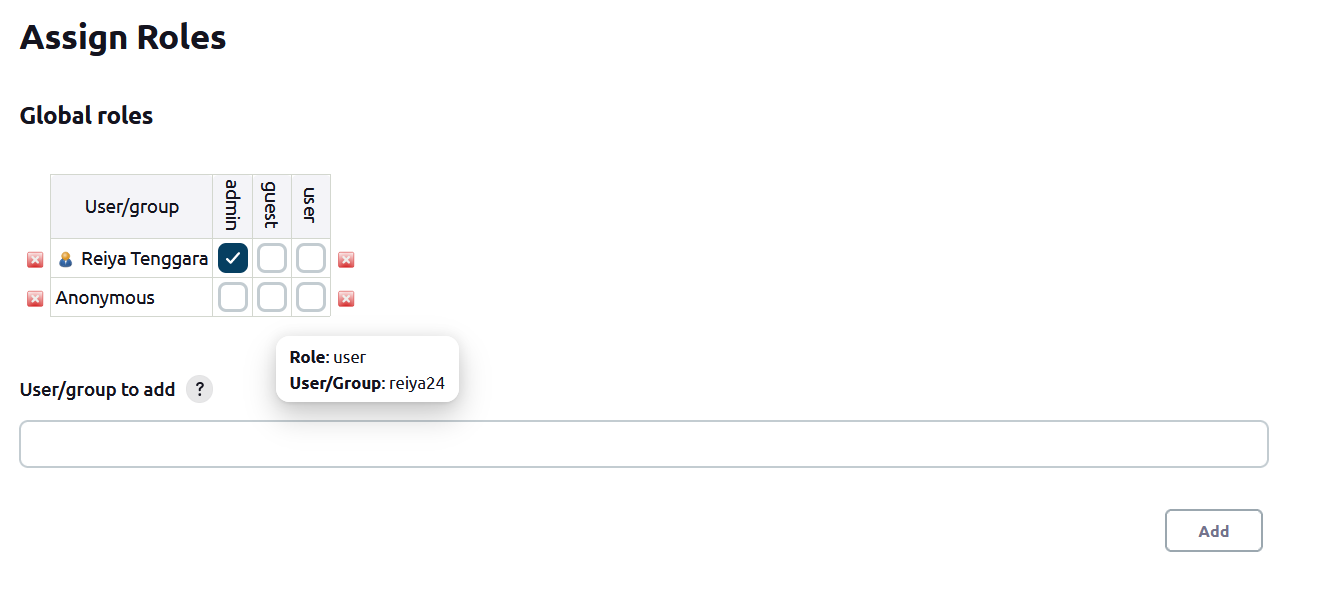 Assign Roles
Global roles
User/group admin guest user
Reiya Tenggara
Anonymous
Role: user
User/Group: reiya24
User/group to add ?
Add